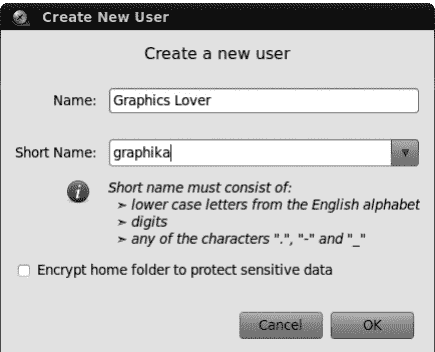 Create New User
Create a new user
Name: Graphics Lover
Short Name: graphika
Short name must consist of:
➢ lower case letters from the English alphabet
➢ digits
➢ any of the characters ".", "-" and "_"
Encrypt home folder to protect sensitive data
Cancel OK